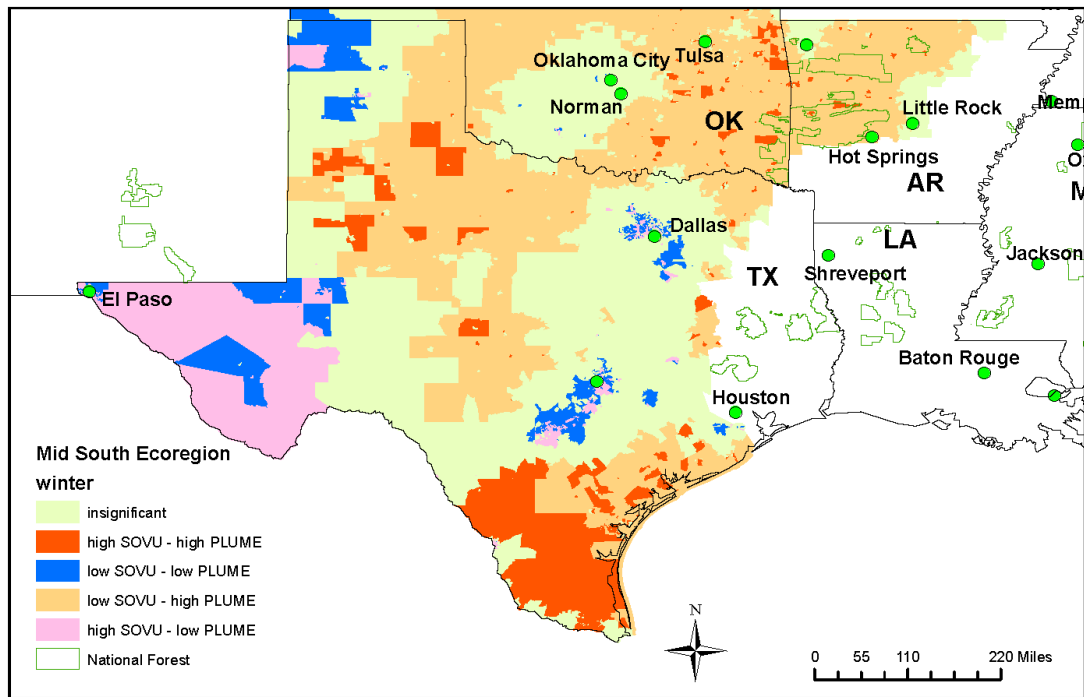 Oklahoma City
Tulsa
Norman
OK
Little Rock
Mem
Hot Springs
AR
M
Dallas
LA
Jackson
TX
Shreveport
El Paso
Baton Rouge
Houston
Mid South Ecoregion
winter
insignificant
high SOVU - high PLUME
low SOVU - low PLUME
low SOVU - high PLUME
high SOVU - low PLUME
National Forest
N
0 55 110 220 Miles